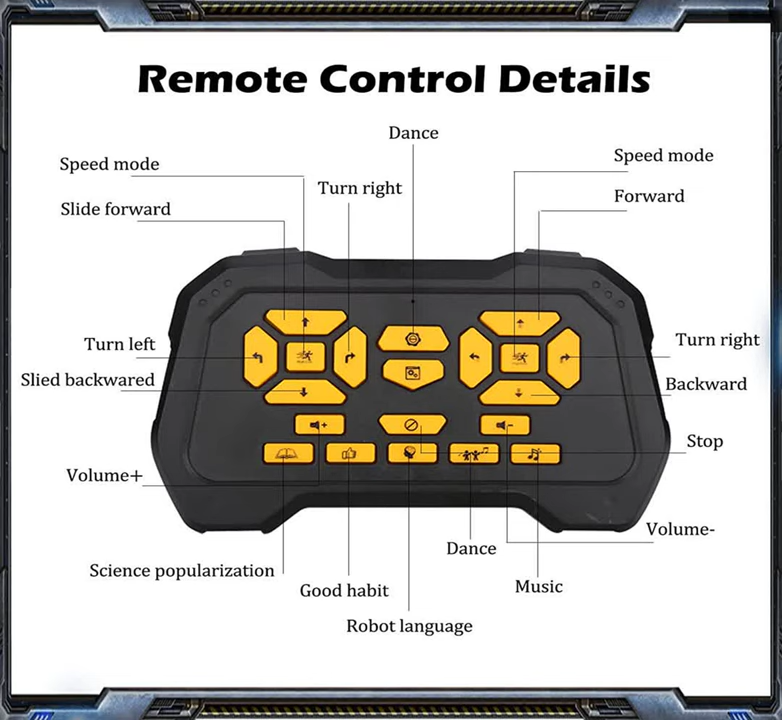 Remote Control Details
Dance
Speed mode
Speed mode
Turn right
Forward
Slide forward
Turn left
Turn right
Slied backwared
Backward
Stop
Volume+
Volume-
Dance
Science popularization
Good habit
Music
Robot language